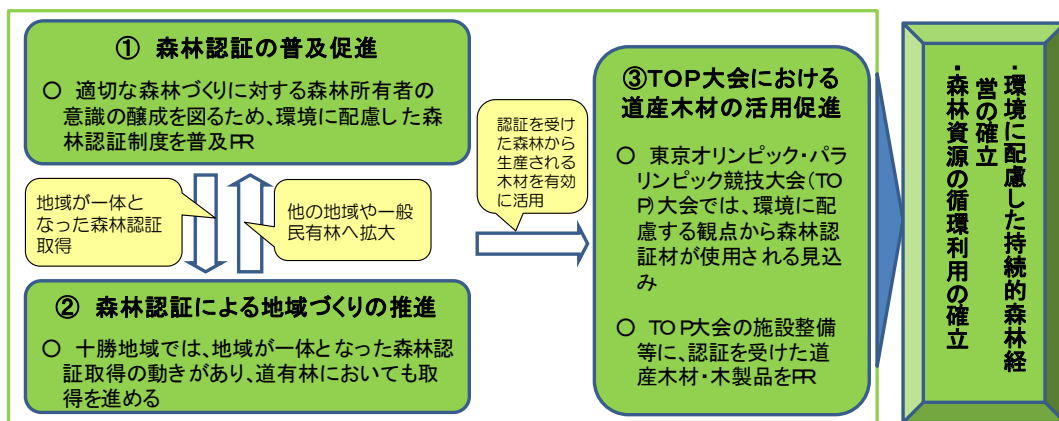 ① 森林認証の普及促進
○ 適切な森林づくりに対する森林所有者の
意識の醸成を図るため、環境に配慮した森
林認証制度を普及PR
地域が一体と
なった森林認証
取得
他の地域や一般
民有林へ拡大
② 森林認証による地域づくりの推進
○ 十勝地域では、地域が一体となった森林認
証取得の動きがあり、道有林においても取
得を進める
認証を受け
た森林から
生産される
木材を有効
に活用
③TOP大会における
道産木材の活用促進
○ 東京オリンピック・パラ
リンピック競技大会(TO
P)大会では、環境に配
慮する観点から森林認
証材が使用される見込
み
○ TOP大会の施設整備
等に、認証を受けた道
産木材・木製品をPR
・環境に配慮した持続的森林経
営の確立
・森林資源の循環利用の確立